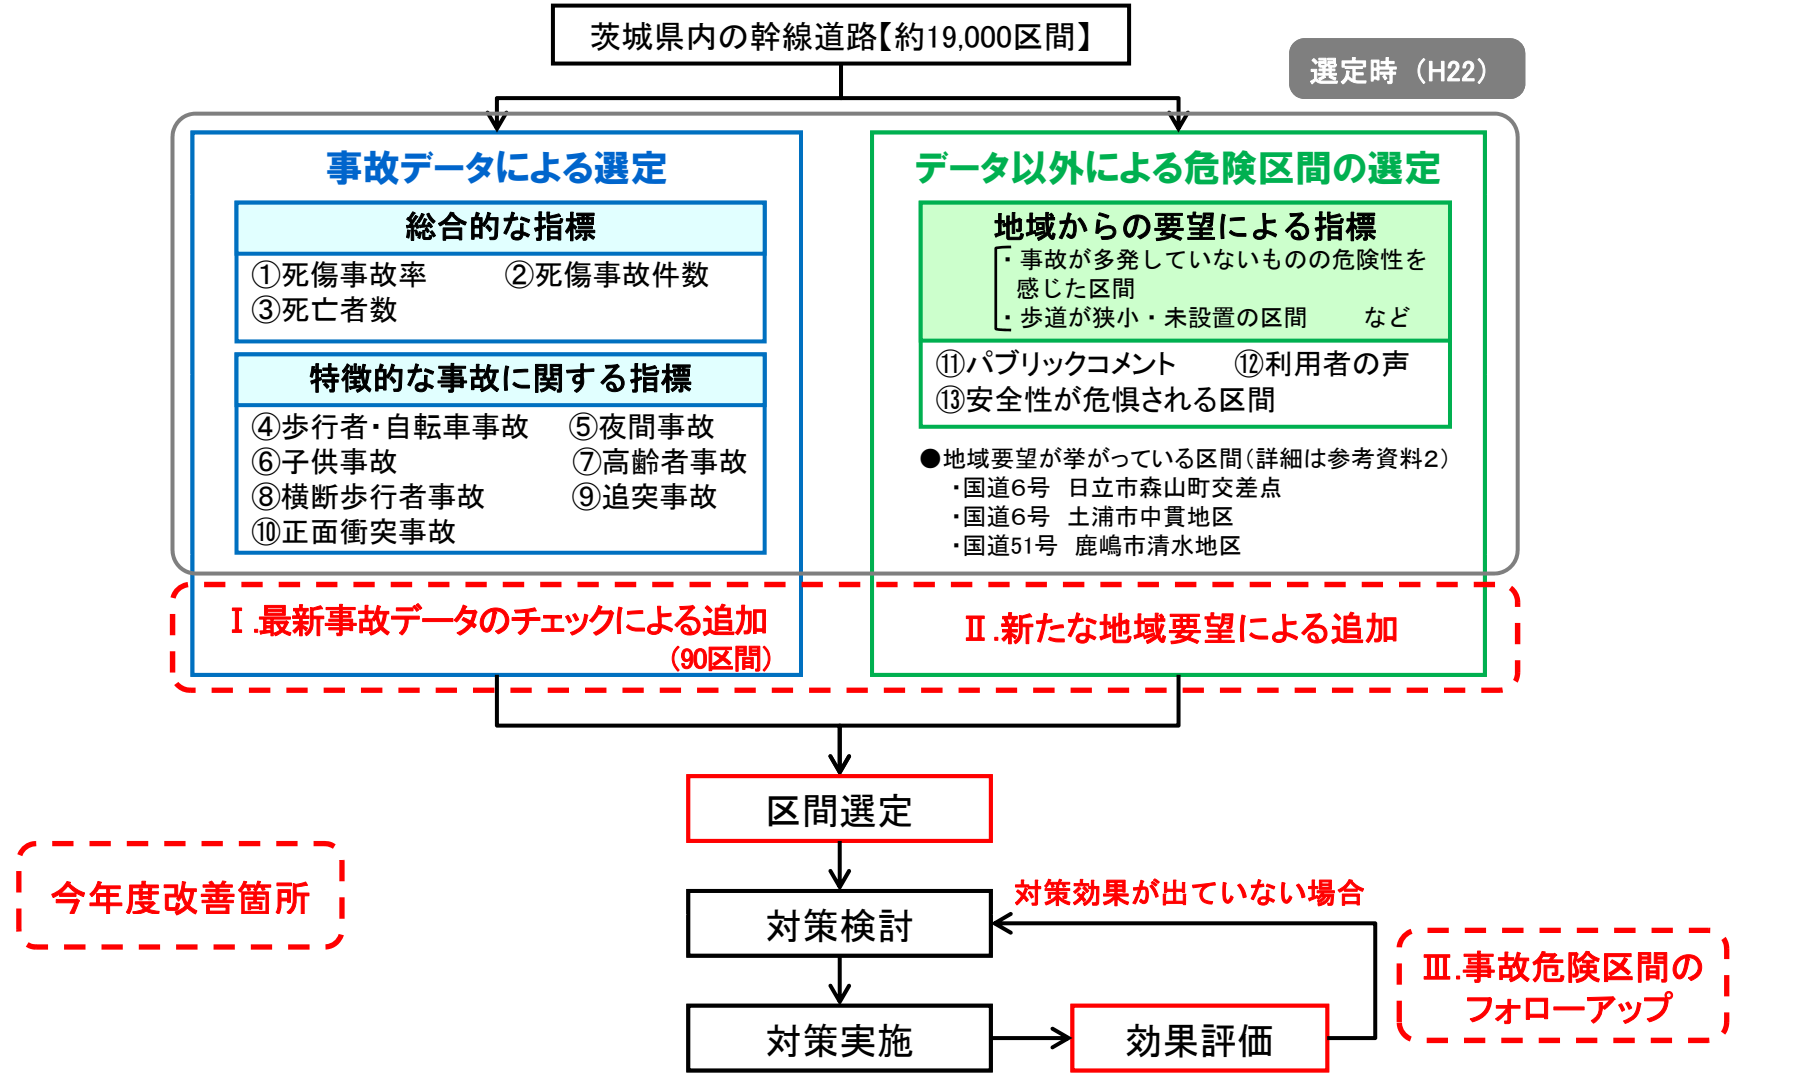 茨城県内の幹線道路【約19,000区間】
選定時（H22）
事故データによる選定
総合的な指標
①死傷事故率　②死傷事故件数
③死亡者数
特徴的な事故に関する指標
④歩行者・自転車事故　⑤夜間事故
⑥子供事故　⑦高齢者事故
⑧横断歩行者事故　⑨追突事故
⑩正面衝突事故
Ⅰ.最新事故データのチェックによる追加
（90区間）
データ以外による危険区間の選定
地域からの要望による指標
・事故が多発していないものの危険性を
感じた区間
・歩道が狭小・未設置の区間　など
⑪パブリックコメント　⑫利用者の声
⑬安全性が危惧される区間
●地域要望が挙がっている区間（詳細は参考資料２）
・国道６号　日立市森山町交差点
・国道６号　土浦市中貫地区
・国道51号　鹿嶋市清水地区
Ⅱ.新たな地域要望による追加
区間選定
今年度改善箇所
対策検討
対策効果が出ていない場合
Ⅲ.事故危険区間の
フォローアップ
対策実施
効果評価